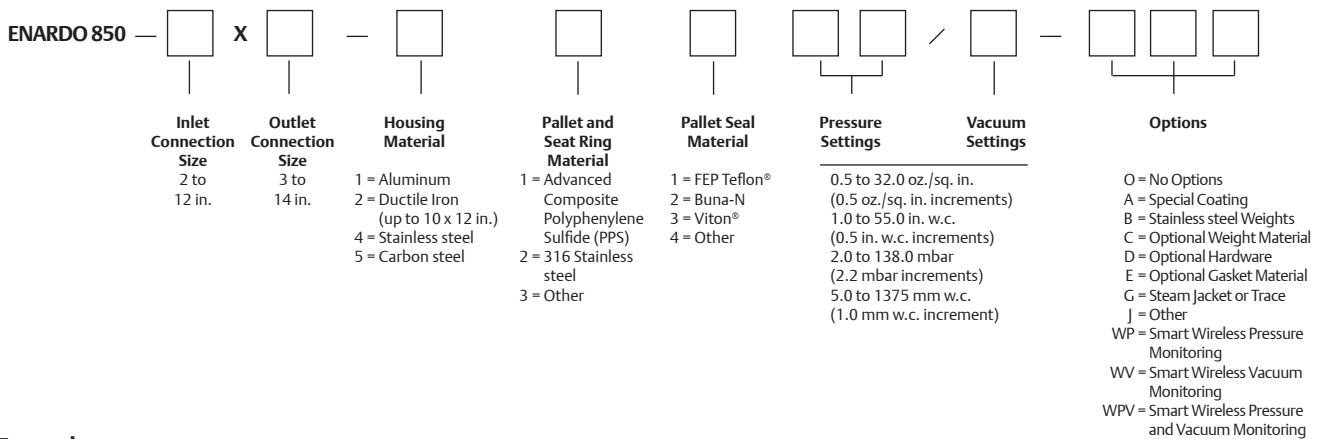 ENARDO 850 — X — / —
Inlet
Connection
Size
2 to
12 in.
Outlet
Connection
Size
3 to
14 in.
Housing
Material
1 = Aluminum
2 = Ductile Iron
(up to 10 x 12 in.)
4 = Stainless steel
5 = Carbon steel
Pallet and
Seat Ring
Material
1 = Advanced
Composite
Polyphenylene
Sulfide (PPS)
2 = 316 Stainless
steel
3 = Other
Pallet Seal
Material
1 = FEP Teflon®
2 = Buna-N
3 = Viton®
4 = Other
Pressure
Settings
Vacuum
Settings
0.5 to 32.0 oz./sq. in.
(0.5 oz./sq. in. increments)
1.0 to 55.0 in. w.c.
(0.5 in. w.c. increments)
2.0 to 138.0 mbar
(2.2 mbar increments)
5.0 to 1375 mm w.c.
(1.0 mm w.c. increment)
Options
O = No Options
A = Special Coating
B = Stainless steel Weights
C = Optional Weight Material
D = Optional Hardware
E = Optional Gasket Material
G = Steam Jacket or Trace
J = Other
WP = Smart Wireless Pressure
Monitoring
WV = Smart Wireless Vacuum
Monitoring
WPV = Smart Wireless Pressure
and Vacuum Monitoring